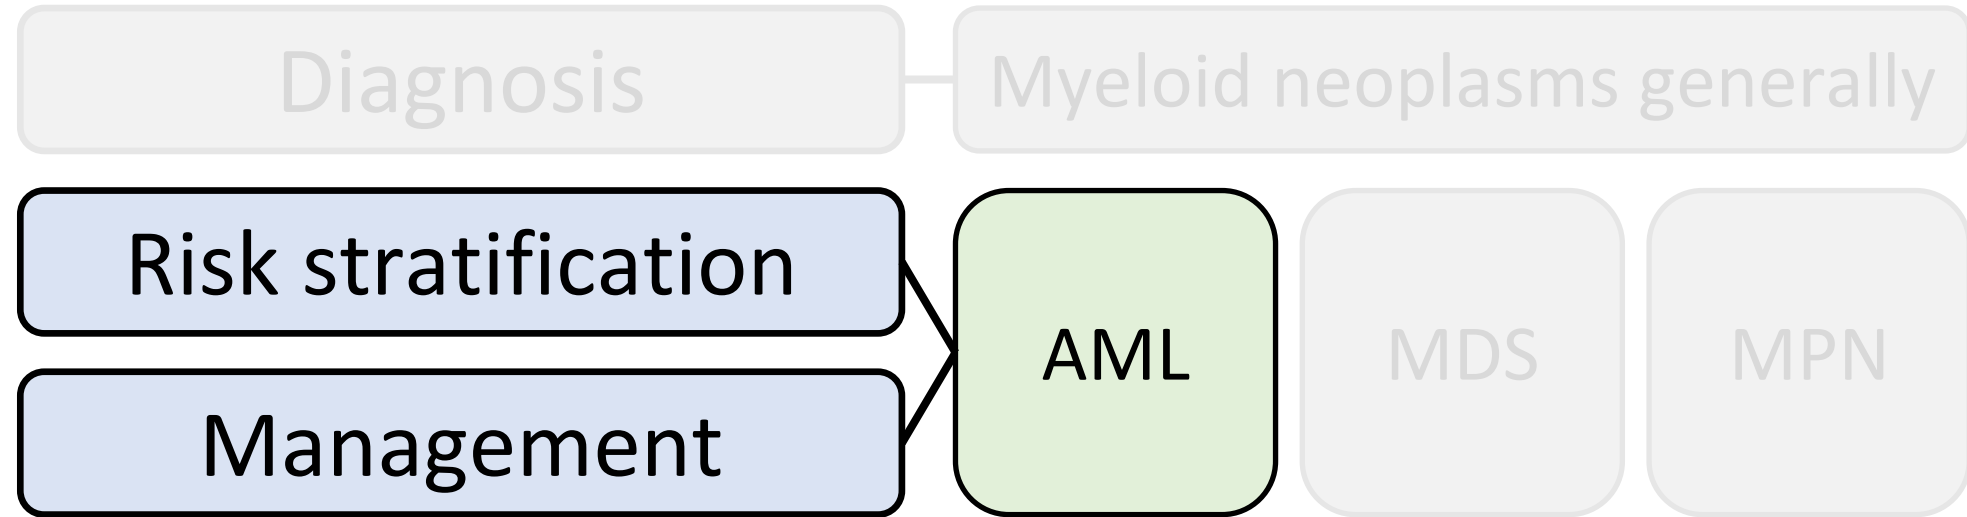 Diagnosis
Myeloid neoplasms generally
Risk stratification
Management
AML
MDS
MPN